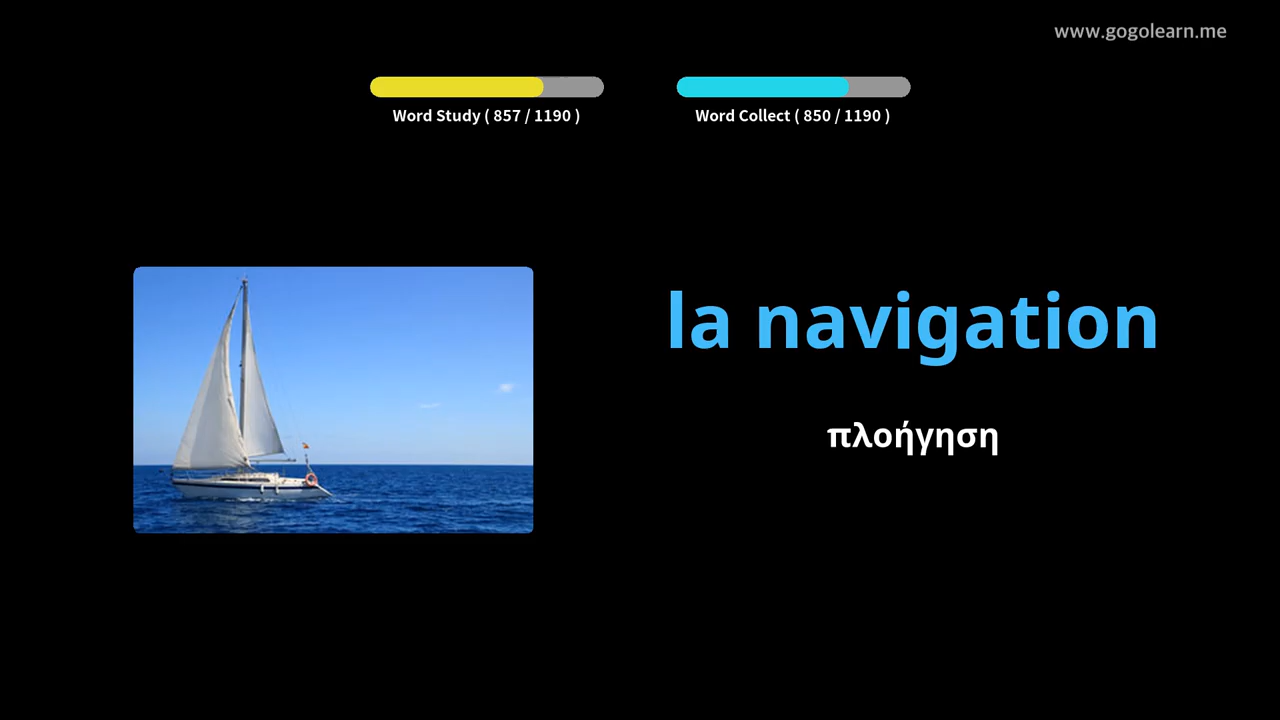 www.gogolearn.me
Word Study ( 857 / 1190 )
Word Collect ( 850 / 1190 )
la navigation
πλοήγηση